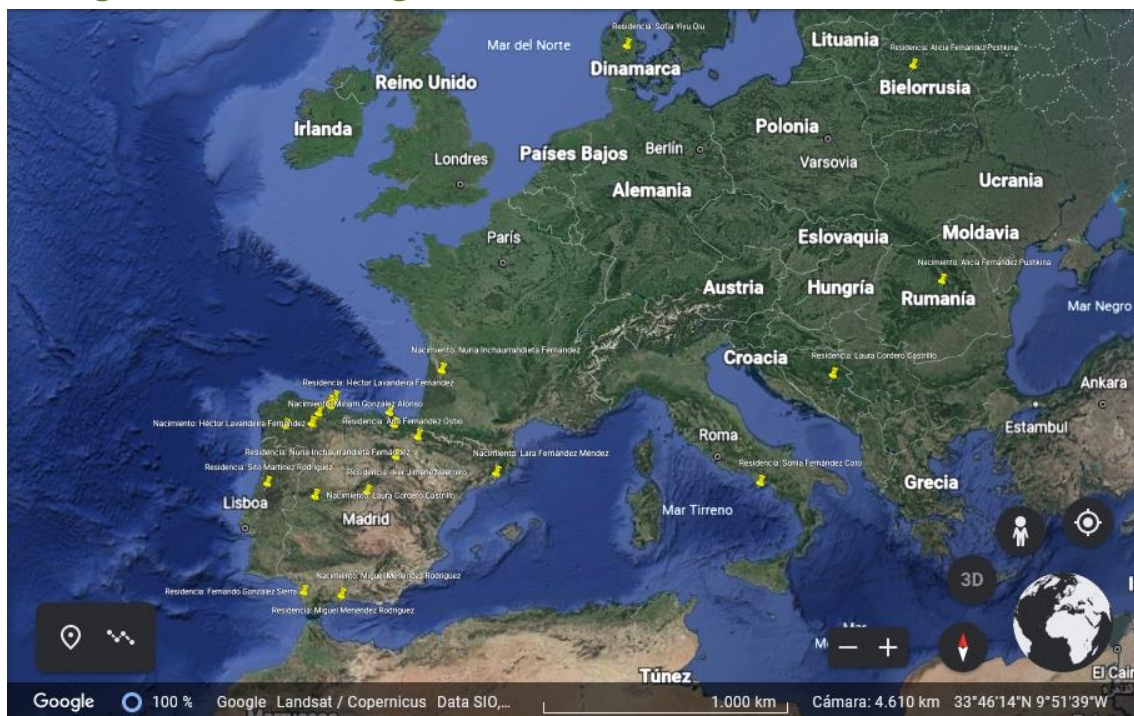 Residencia: Sofía Yiyu Qiu
Mar del Norte
Lituania
Residencia: Alicia Fernández Pushkina
Dinamarca
Reino Unido
Bielorrusia
Irlanda
Polonia
Londres
Países Bajos
Berlín
Varsovia
Alemania
Ucrania
París
Eslovaquia
Moldavia
Nacimiento: Alicia Fernández Pushkina
Austria
Hungría
Rumanía
Mar Negro
Nacimiento: Nuria Inchaurrandieta Fernández
Croacia
Residencia: Laura Cordero Castrillo
Residencia: Héctor Lavandeira Fernández
Ankara
Nacimiento: Miriam González Alonso
Nacimiento: Héctor Lavandeira Fernández
Residencia: Ana Fernández Ostio
Estambul
Roma
Residencia: Nuria Inchaurrandieta Fernández
Nacimiento: Lara Fernández Méndez
Residencia: Sito Martínez Rodríguez
Residencia: Iker Jiménez Herrero
Residencia: Sonia Fernández Colo
Grecia
Lisboa
Nacimiento: Laura Cordero Castrillo
Mar Tirreno
Madrid
Nacimiento: Miguel Menéndez Rodríguez
Residencia: Fernando González Sierra
Residencia: Miguel Menéndez Rodríguez
3D
Túnez
El Cair
Google
100 %
Google Landsat / Copernicus Data SIO,...
1.000 km
Cámara: 4.610 km
33°46'14"N 9°51'39"W